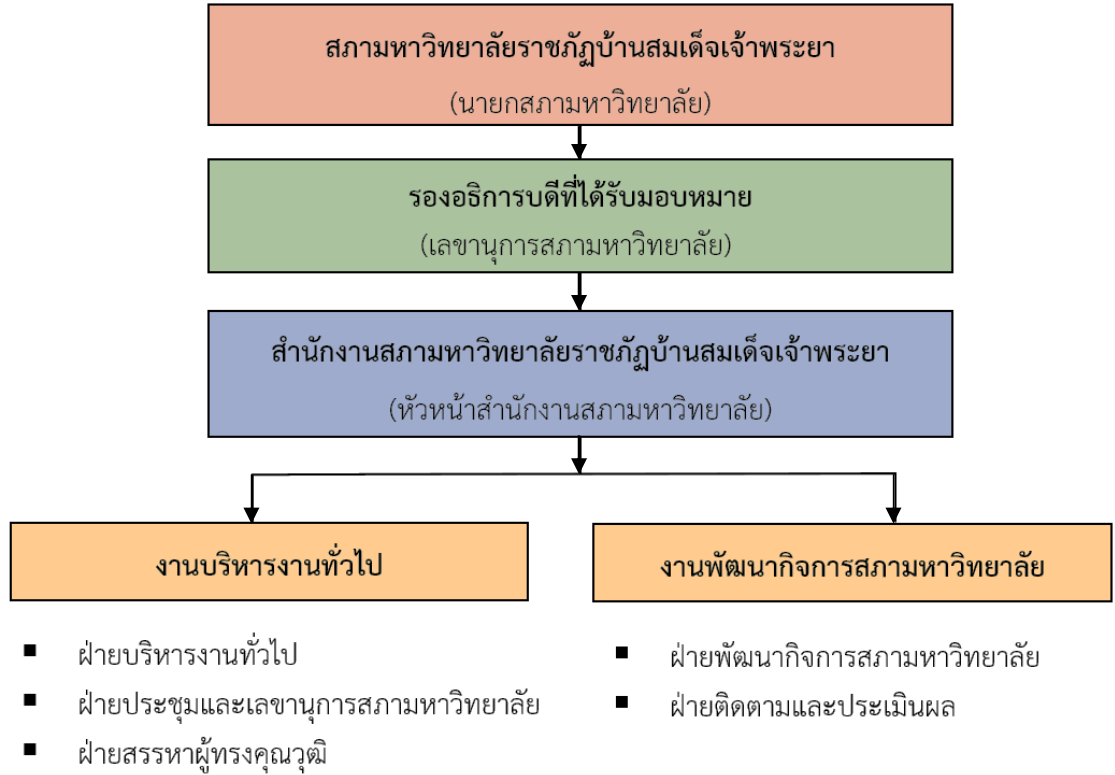 สภามหาวิทยาลัยราชภัฏบ้านสมเด็จเจ้าพระยา
(นายกสภามหาวิทยาลัย)
รองอธิการบดีที่ได้รับมอบหมาย
(เลขานุการสภามหาวิทยาลัย)
สำนักงานสภามหาวิทยาลัยราชภัฏบ้านสมเด็จเจ้าพระยา
(หัวหน้าสำนักงานสภามหาวิทยาลัย)
งานบริหารงานทั่วไป
▪ ฝ่ายบริหารงานทั่วไป
▪ ฝ่ายประชุมและเลขานุการสภามหาวิทยาลัย
▪ ฝ่ายสรรหาผู้ทรงคุณวุฒิ
งานพัฒนากิจการสภามหาวิทยาลัย
▪ ฝ่ายพัฒนากิจการสภามหาวิทยาลัย
▪ ฝ่ายติดตามและประเมินผล